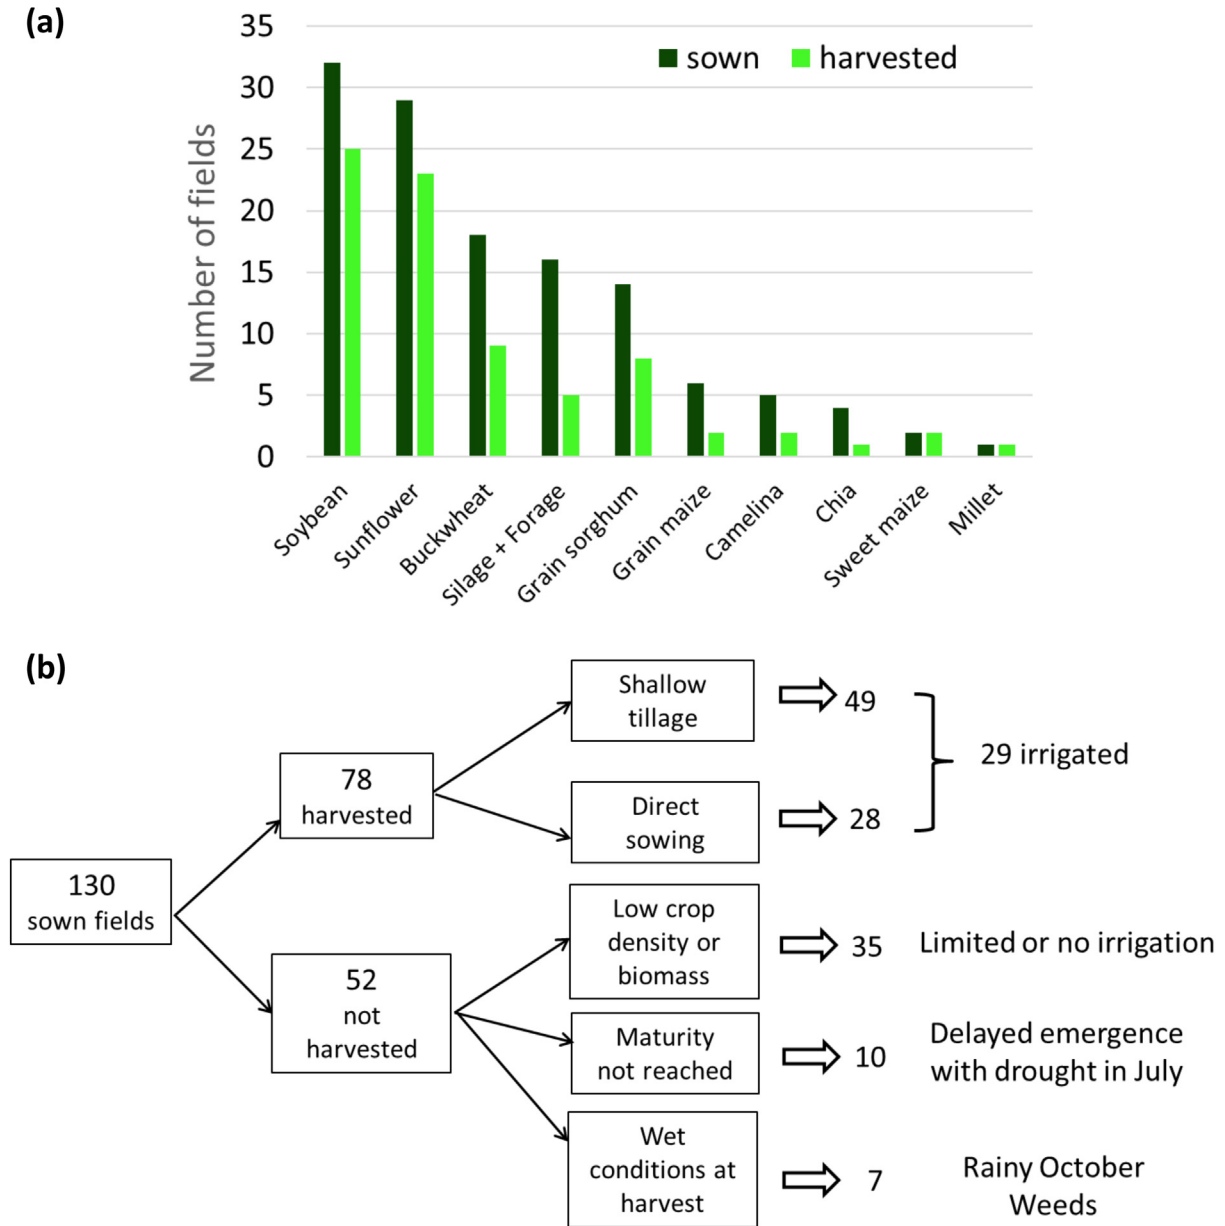 (a)
35
30
25
20
15
10
5
0
Number of fields
sown
harvested
Soybean
Sunflower
Buckwheat
Silage + Forage
Grain sorghum
Grain maize
Camelina
Chia
Sweet maize
Millet
(b)
130
sown fields
78
harvested
52
not
harvested
Shallow
tillage
49
Direct
sowing
28
29 irrigated
Low crop
density or
biomass
35
Limited or no irrigation
Maturity
not reached
10
Delayed emergence
with drought in July
Wet
conditions at
harvest
7
Rainy October
Weeds